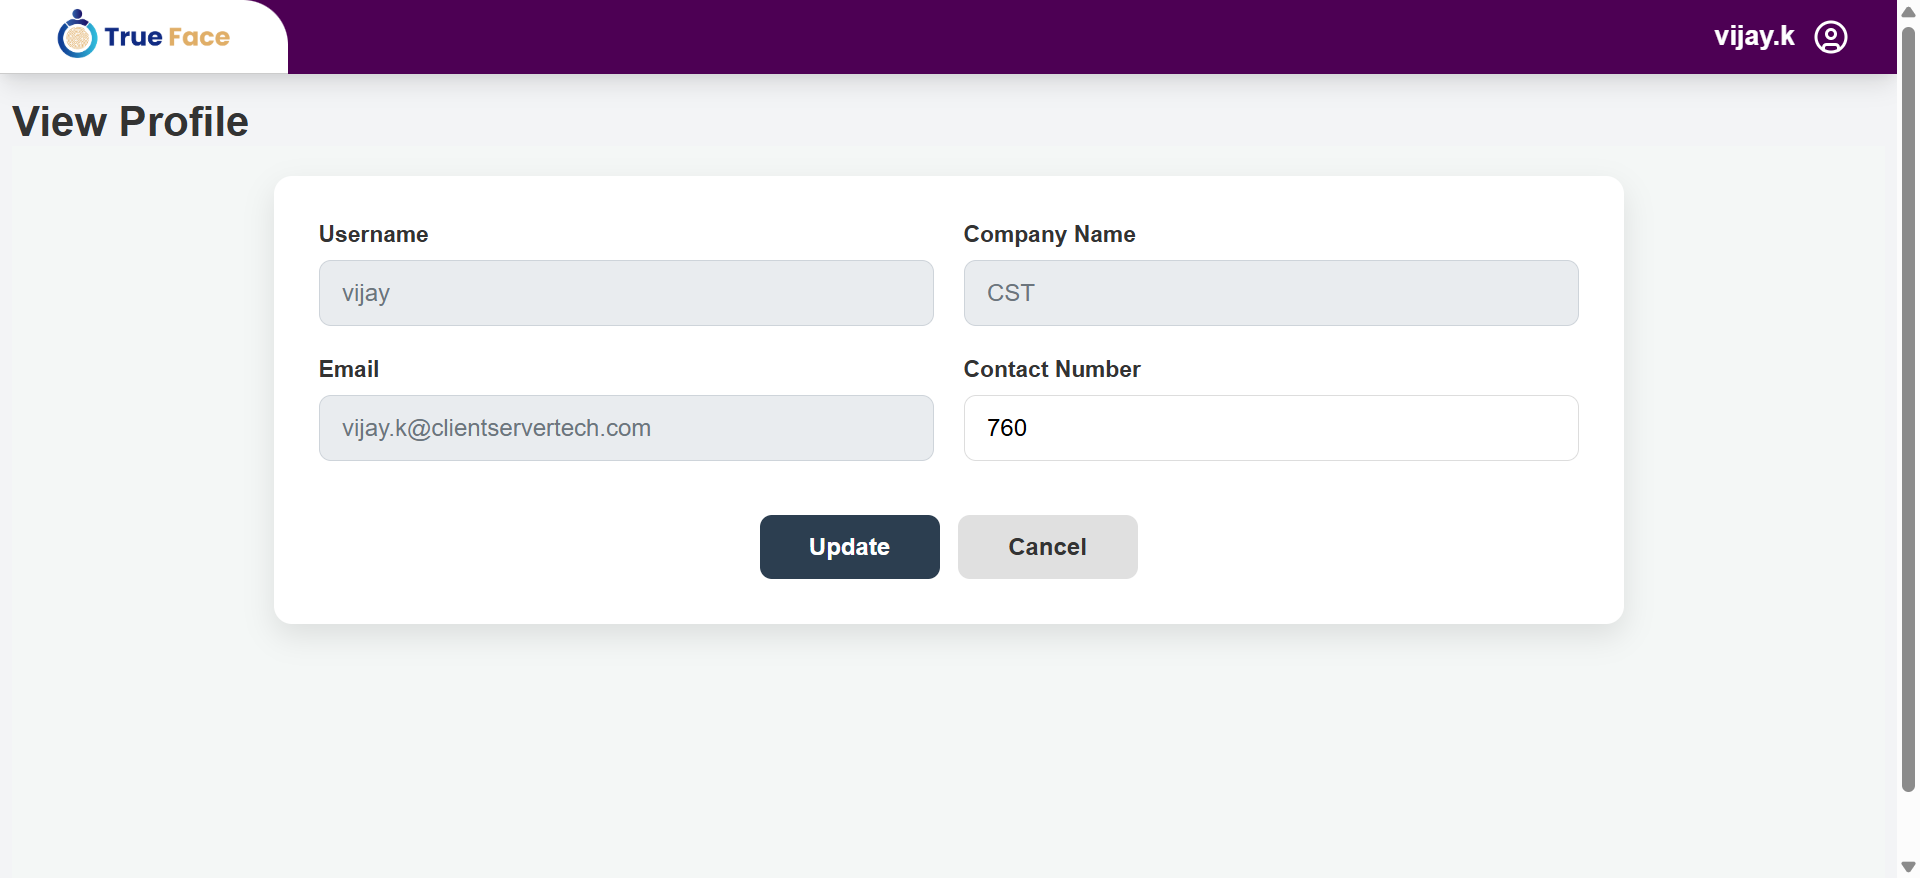 True Face
vijay.k
View Profile
Username
Company Name
vijay
CST
Email
Contact Number
vijay.k@clientservertech.com
760
Update
Cancel